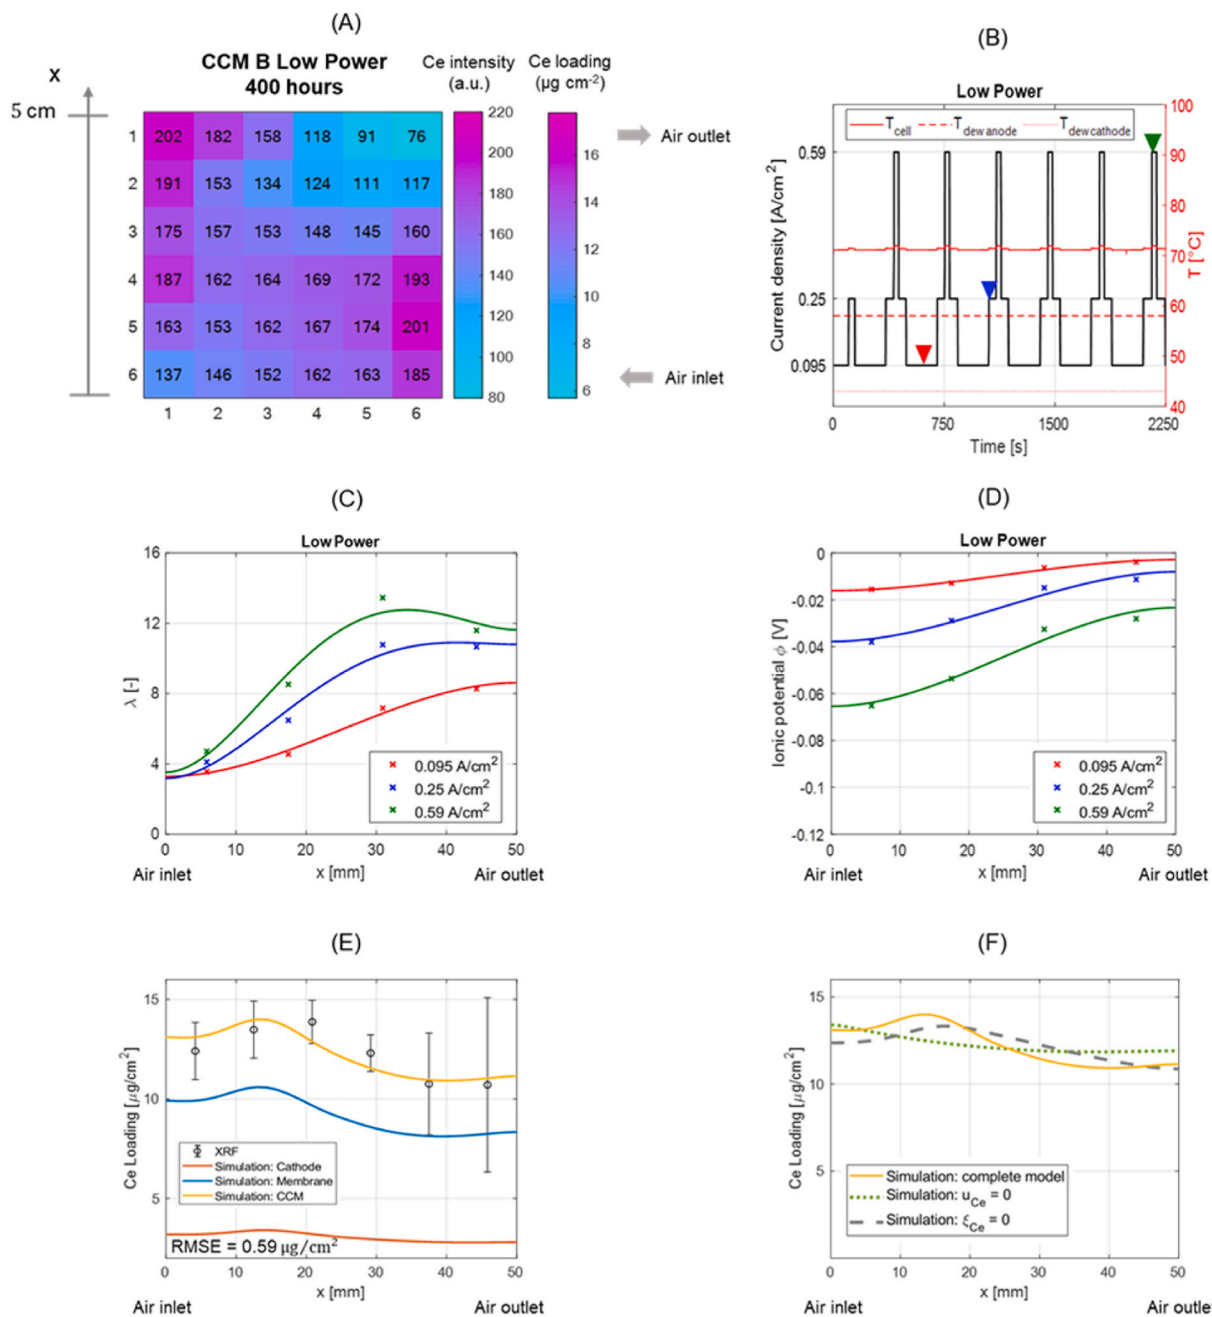 (A)
CCM B Low Power
400 hours
Ce intensity
(a.u.)
Ce loading
(µg cm-2)
x
5 cm
1 202 182 158 118 91 76
2 191 153 134 124 111 117
3 175 157 153 148 145 160
4 187 162 164 169 172 193
5 163 153 162 167 174 201
6 137 146 152 162 163 185
1 2 3 4 5 6
220
200
180
160
140
120
100
80
16
14
12
10
8
6
Air outlet
Air inlet
(B)
Low Power
T cell T dew anode T dew cathode
Current density [A/cm2]
0.59
0.25
0.095
100
90
80
70
60
50
40
T [°C]
0 750 1500 2250
Time [s]
(C)
Low Power
λ [-]
16
12
8
4
0
0.095 A/cm2
0.25 A/cm2
0.59 A/cm2
0 10 20 30 40 50
Air inlet x [mm] Air outlet
(D)
Low Power
Ionic potential ϕ [V]
0
-0.02
-0.04
-0.06
-0.08
-0.1
-0.12
0.095 A/cm2
0.25 A/cm2
0.59 A/cm2
0 10 20 30 40 50
Air inlet x [mm] Air outlet
(E)
Ce Loading [µg/cm2]
15
10
5
XRF
Simulation: Cathode
Simulation: Membrane
Simulation: CCM
RMSE = 0.59 µg/cm2
0 10 20 30 40 50
x [mm]
Air inlet Air outlet
(F)
Ce Loading [µg/cm2]
15
10
5
Simulation: complete model
Simulation: uCe = 0
Simulation: ξCe = 0
0 10 20 30 40 50
x [mm]
Air inlet Air outlet